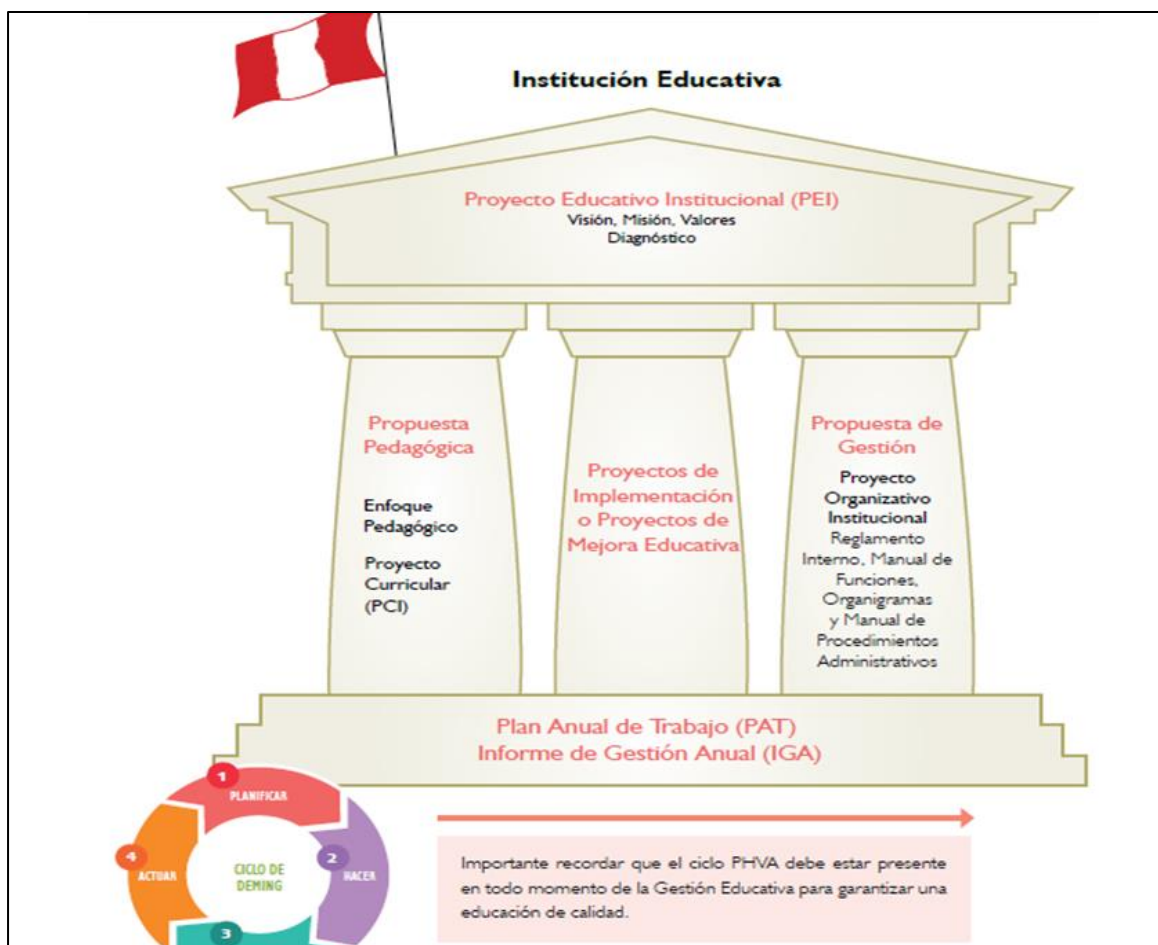 Institución Educativa
Proyecto Educativo Institucional (PEI)
Visión, Misión, Valores
Diagnóstico
Propuesta
Pedagógica
Enfoque
Pedagógico
Proyecto
Curricular
(PCI)
Proyectos de
Implementación
o Proyectos de
Mejora Educativa
Propuesta de
Gestión
Proyecto
Organizativo
Institucional
Reglamento
Interno, Manual de
Funciones,
Organigramas
y Manual de
Procedimientos
Administrativos
Plan Anual de Trabajo (PAT)
Informe de Gestión Anual (IGA)
1
PLANIFICAR
4
ACTUAR
CICLO DE
DEMING
2
HACER
3
Importante recordar que el ciclo PHVA debe estar presente
en todo momento de la Gestión Educativa para garantizar una
educación de calidad.